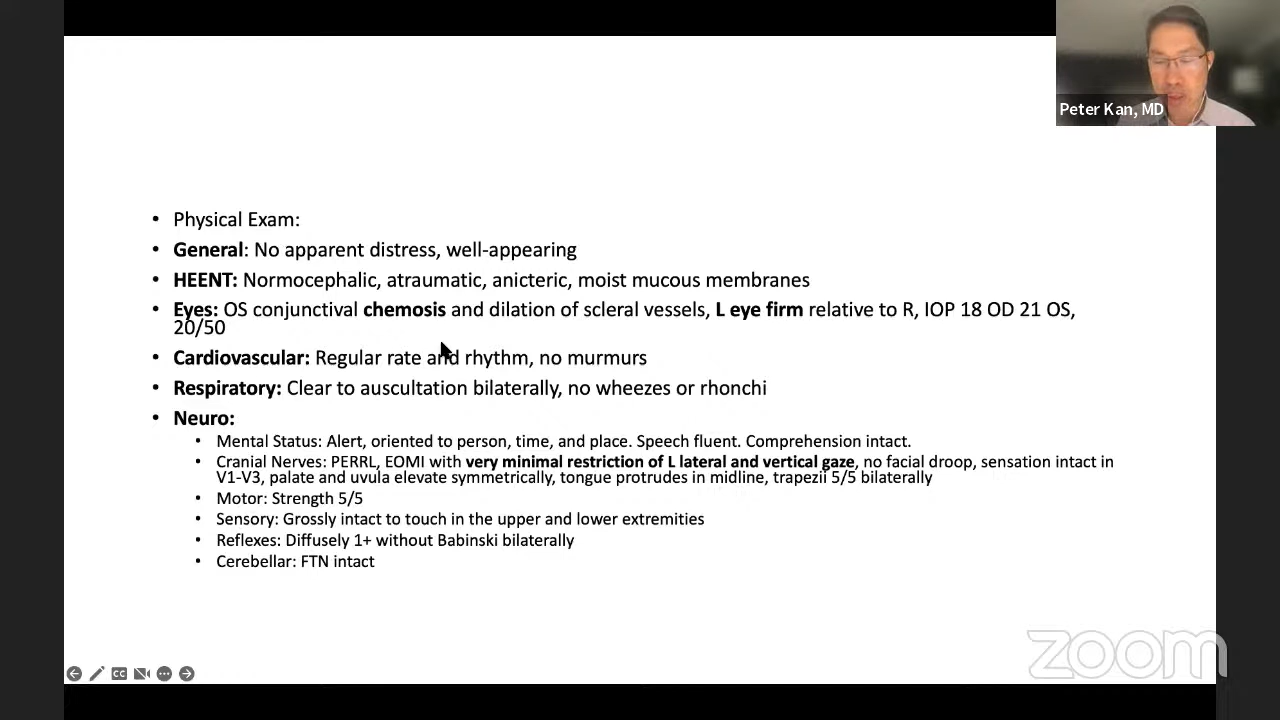 Peter Kan, MD
• Physical Exam:
• General: No apparent distress, well-appearing
• HEENT: Normocephalic, atraumatic, anicteric, moist mucous membranes
• Eyes: OS conjunctival chemosis and dilation of scleral vessels, L eye firm relative to R, IOP 18 OD 21 OS,
20/50
• Cardiovascular: Regular rate and rhythm, no murmurs
• Respiratory: Clear to auscultation bilaterally, no wheezes or rhonchi
• Neuro:
• Mental Status: Alert, oriented to person, time, and place. Speech fluent. Comprehension intact.
• Cranial Nerves: PERRL, EOMI with very minimal restriction of L lateral and vertical gaze, no facial droop, sensation intact in
V1-V3, palate and uvula elevate symmetrically, tongue protrudes in midline, trapezii 5/5 bilaterally
• Motor: Strength 5/5
• Sensory: Grossly intact to touch in the upper and lower extremities
• Reflexes: Diffusely 1+ without Babinski bilaterally
• Cerebellar: FTN intact
zoom
CC